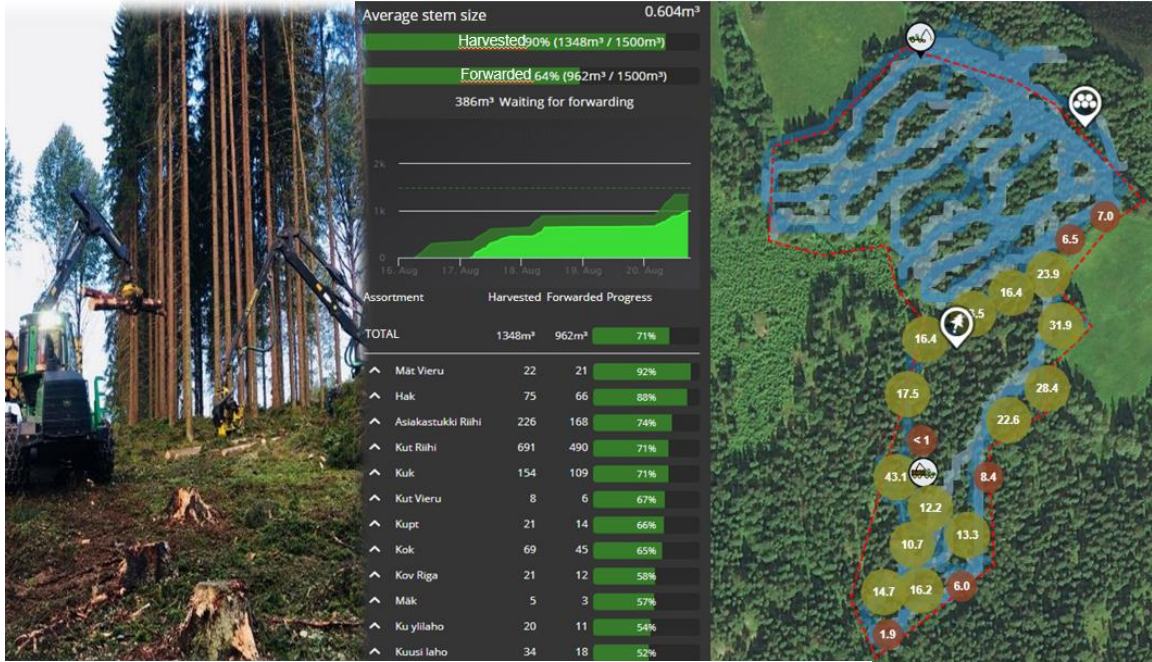 Average stem size 0.604m³
Harvested90% (1348m³ / 1500m³)
Forwarded 64% (962m³ / 1500m³)
386m³ Waiting for forwarding
2k
1k
0
16. Aug 17. Aug 18. Aug 19. Aug 20. Aug
Assortment Harvested Forwarded Progress
TOTAL 1348m³ 962m³ 71%
Mät Vieru 22 21 92%
Hak 75 66 88%
Asiakastukki Riihi 226 168 74%
Kut Riihi 691 490 71%
Kuk 154 109 71%
Kut Vieru 8 6 67%
Kupt 21 14 66%
Kok 69 45 65%
Kov Riga 21 12 58%
Mäk 5 3 57%
Ku ylilaho 20 11 54%
Kuusi laho 34 18 52%
7.0
6.5
23.9
16.4
31.9
16.4
28.4
17.5
22.6
< 1
43.1
8.4
12.2
13.3
10.7
14.7
16.2
6.0
1.9